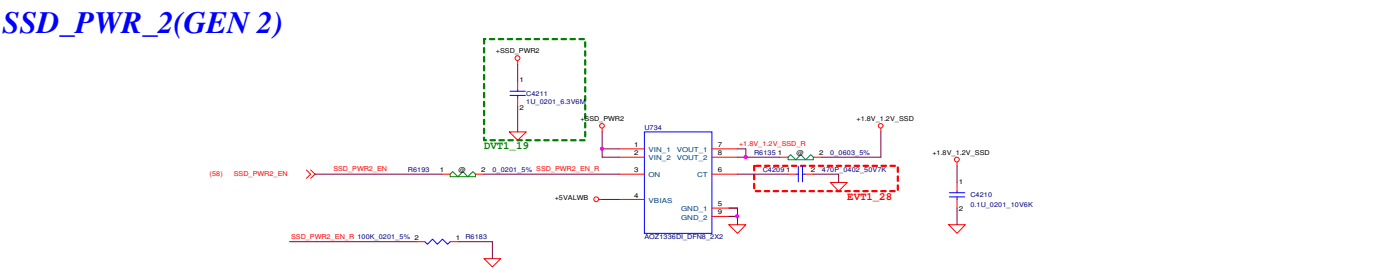 SSD_PWR_2(GEN 2)
+SSD_PWR2
1
C4211
1U_0201_6.3V6M
2
DVT1_19
+SSD_PWR2
U734
1 VIN_1
2 VIN_2
3 ON
4 VBIAS
VOUT_1 7
VOUT_2 8
CT 6
GND_1 5
GND_2 9
AOZ1336DI_DFN8_2X2
+1.8V_1.2V_SSD_R
R6135 1 @ 2 0_0603_5%
+1.8V_1.2V_SSD
C4209 1 2 470P_0402_50V7K
EVT1_28
+1.8V_1.2V_SSD
1
C4210
0.1U_0201_10V6K
2
(58) SSD_PWR2_EN
SSD_PWR2_EN
R6193 1 @ 2 0_0201_5% SSD_PWR2_EN_R
+5VALWB
SSD_PWR2_EN_R 100K_0201_5% 2 1 R6183